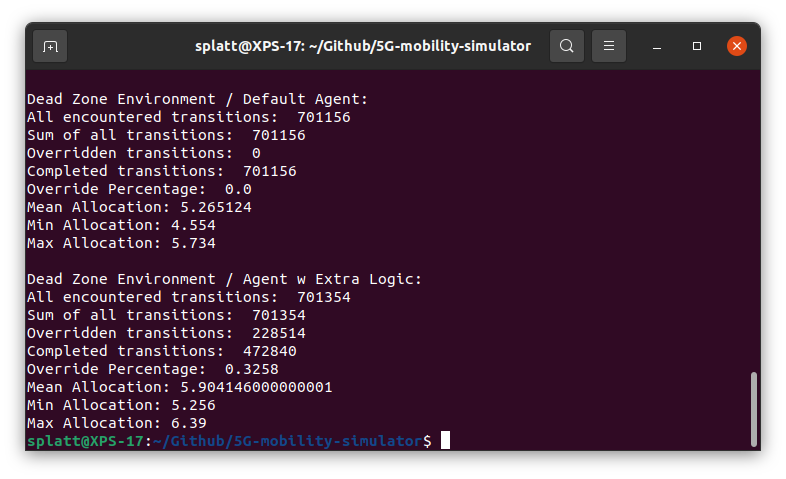 splatt@XPS-17: ~/Github/5G-mobility-simulator
Dead Zone Environment / Default Agent:
All encountered transitions:  701156
Sum of all transitions:  701156
Overridden transitions:  0
Completed transitions:  701156
Override Percentage:  0.0
Mean Allocation: 5.265124
Min Allocation: 4.554
Max Allocation: 5.734
Dead Zone Environment / Agent w Extra Logic:
All encountered transitions:  701354
Sum of all transitions:  701354
Overridden transitions:  228514
Completed transitions:  472840
Override Percentage:  0.3258
Mean Allocation: 5.904146000000001
Min Allocation: 5.256
Max Allocation: 6.39
splatt@XPS-17:~/Github/5G-mobility-simulator$